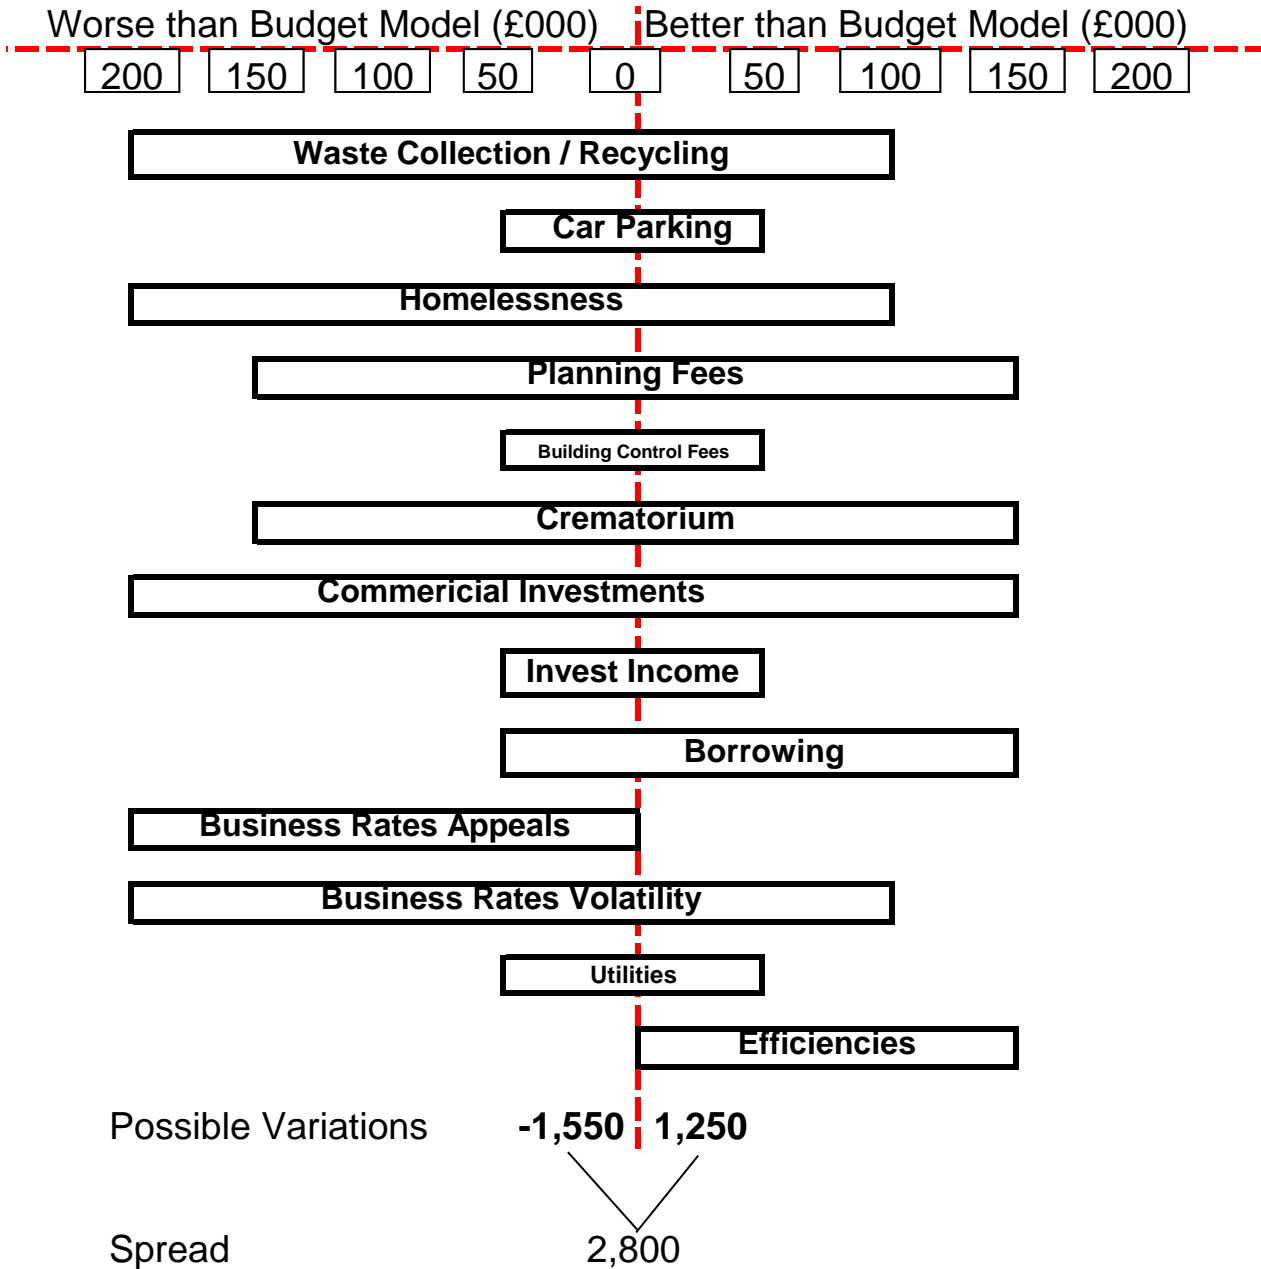 Worse than Budget Model (£000) Better than Budget Model (£000)
200 150 100 50 0 50 100 150 200
Waste Collection / Recycling
Car Parking
Homelessness
Planning Fees
Building Control Fees
Crematorium
Commericial Investments
Invest Income
Borrowing
Business Rates Appeals
Business Rates Volatility
Utilities
Efficiencies
Possible Variations -1,550 1,250
Spread 2,800